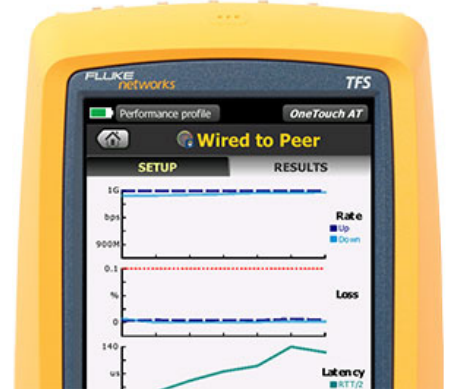 FLUKE
networks
TFS
Performance profile
OneTouch AT
Wired to Peer
SETUP
RESULTS
1G
bps
900M
Rate
Up
Down
0.1
%
0
Loss
140
us
Latency
RTT/2